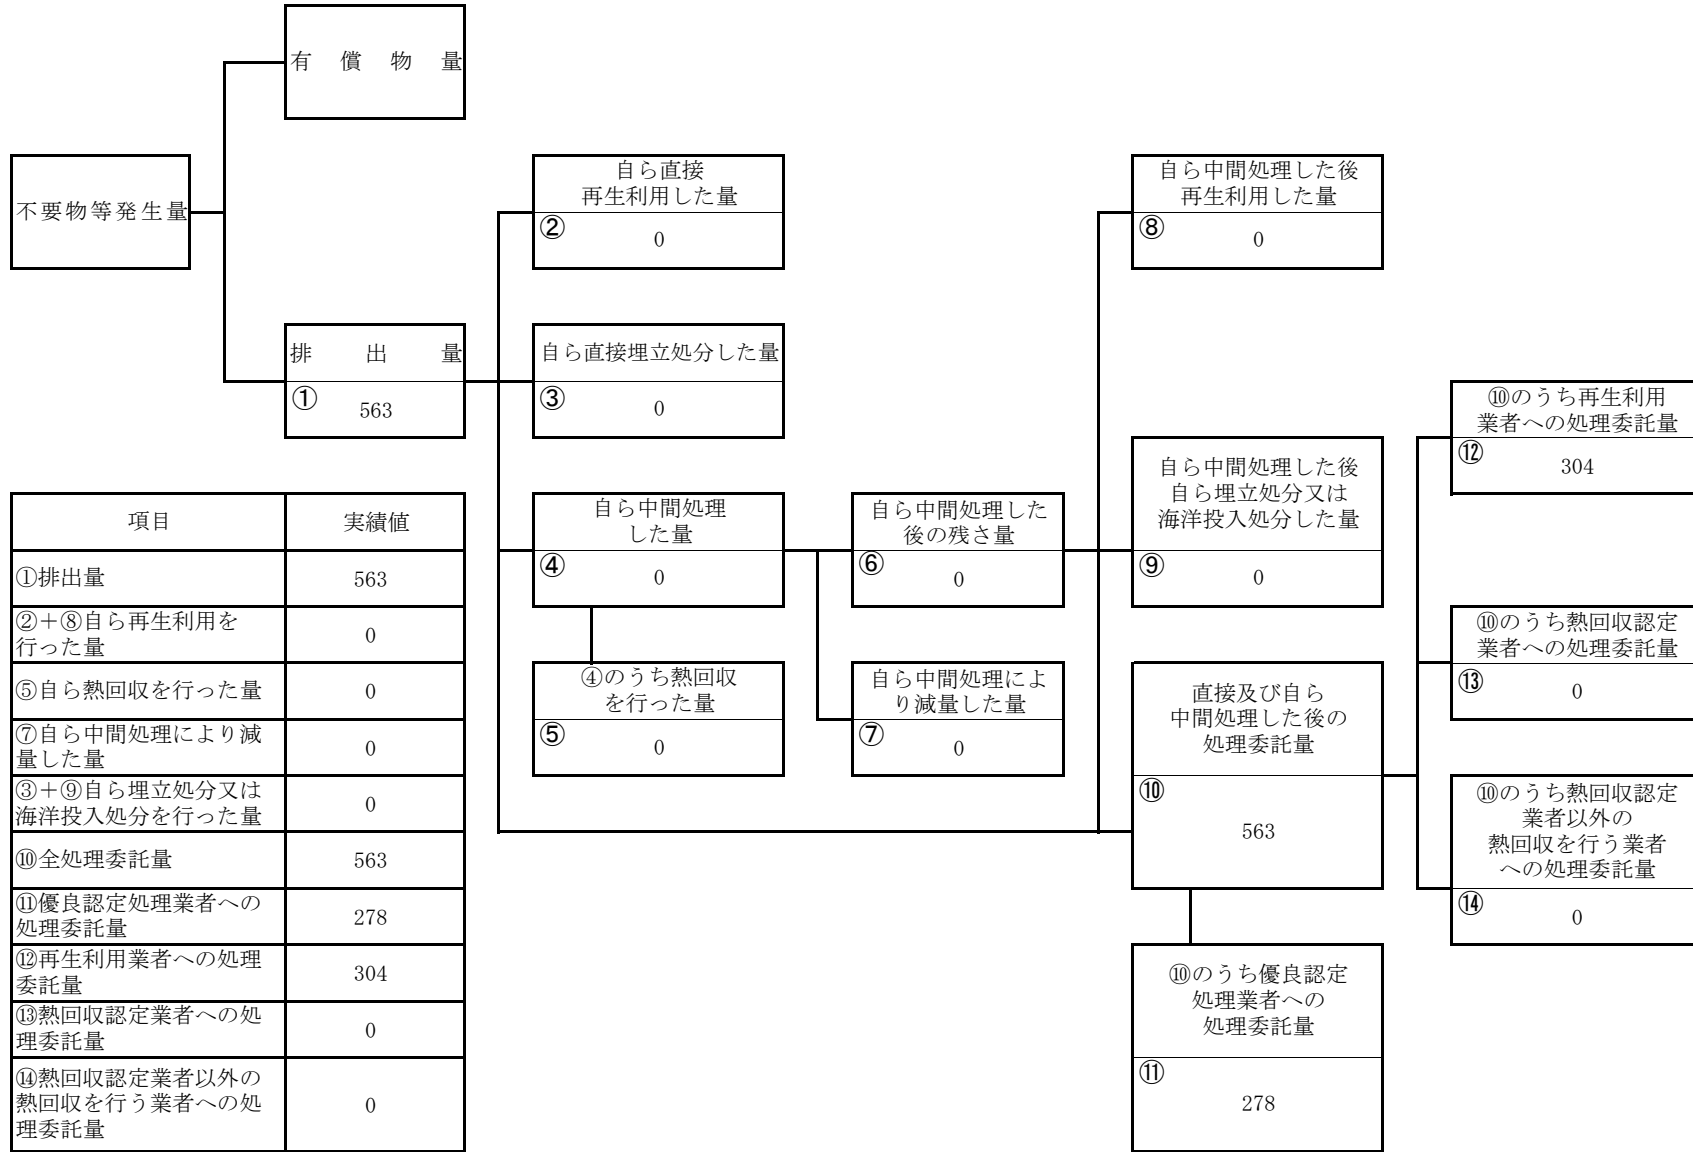 有償物量
不要物等発生量
排出量
①
563
自ら直接
再生利用した量
②
0
自ら直接埋立処分した量
③
0
自ら中間処理
した量
④
0
④のうち熱回収
を行った量
⑤
0
自ら中間処理した
後の残さ量
⑥
0
自ら中間処理によ
り減量した量
⑦
0
自ら中間処理した後
再生利用した量
⑧
0
自ら中間処理した後
自ら埋立処分又は
海洋投入処分した量
⑨
0
直接及び自ら
中間処理した後の
処理委託量
⑩
563
⑩のうち優良認定
処理業者への
処理委託量
⑪
278
⑩のうち再生利用
業者への処理委託量
⑫
304
⑩のうち熱回収認定
業者への処理委託量
⑬
0
⑩のうち熱回収認定
業者以外の
熱回収を行う業者
への処理委託量
⑭
0
項目 実績値
①排出量 563
②＋⑧自ら再生利用を
行った量 0
⑤自ら熱回収を行った量 0
⑦自ら中間処理により減
量した量 0
③＋⑨自ら埋立処分又は
海洋投入処分を行った量 0
⑩全処理委託量 563
⑪優良認定処理業者への
処理委託量 278
⑫再生利用業者への処理
委託量 304
⑬熱回収認定業者への処
理委託量 0
⑭熱回収認定業者以外の
熱回収を行う業者への処
理委託量 0